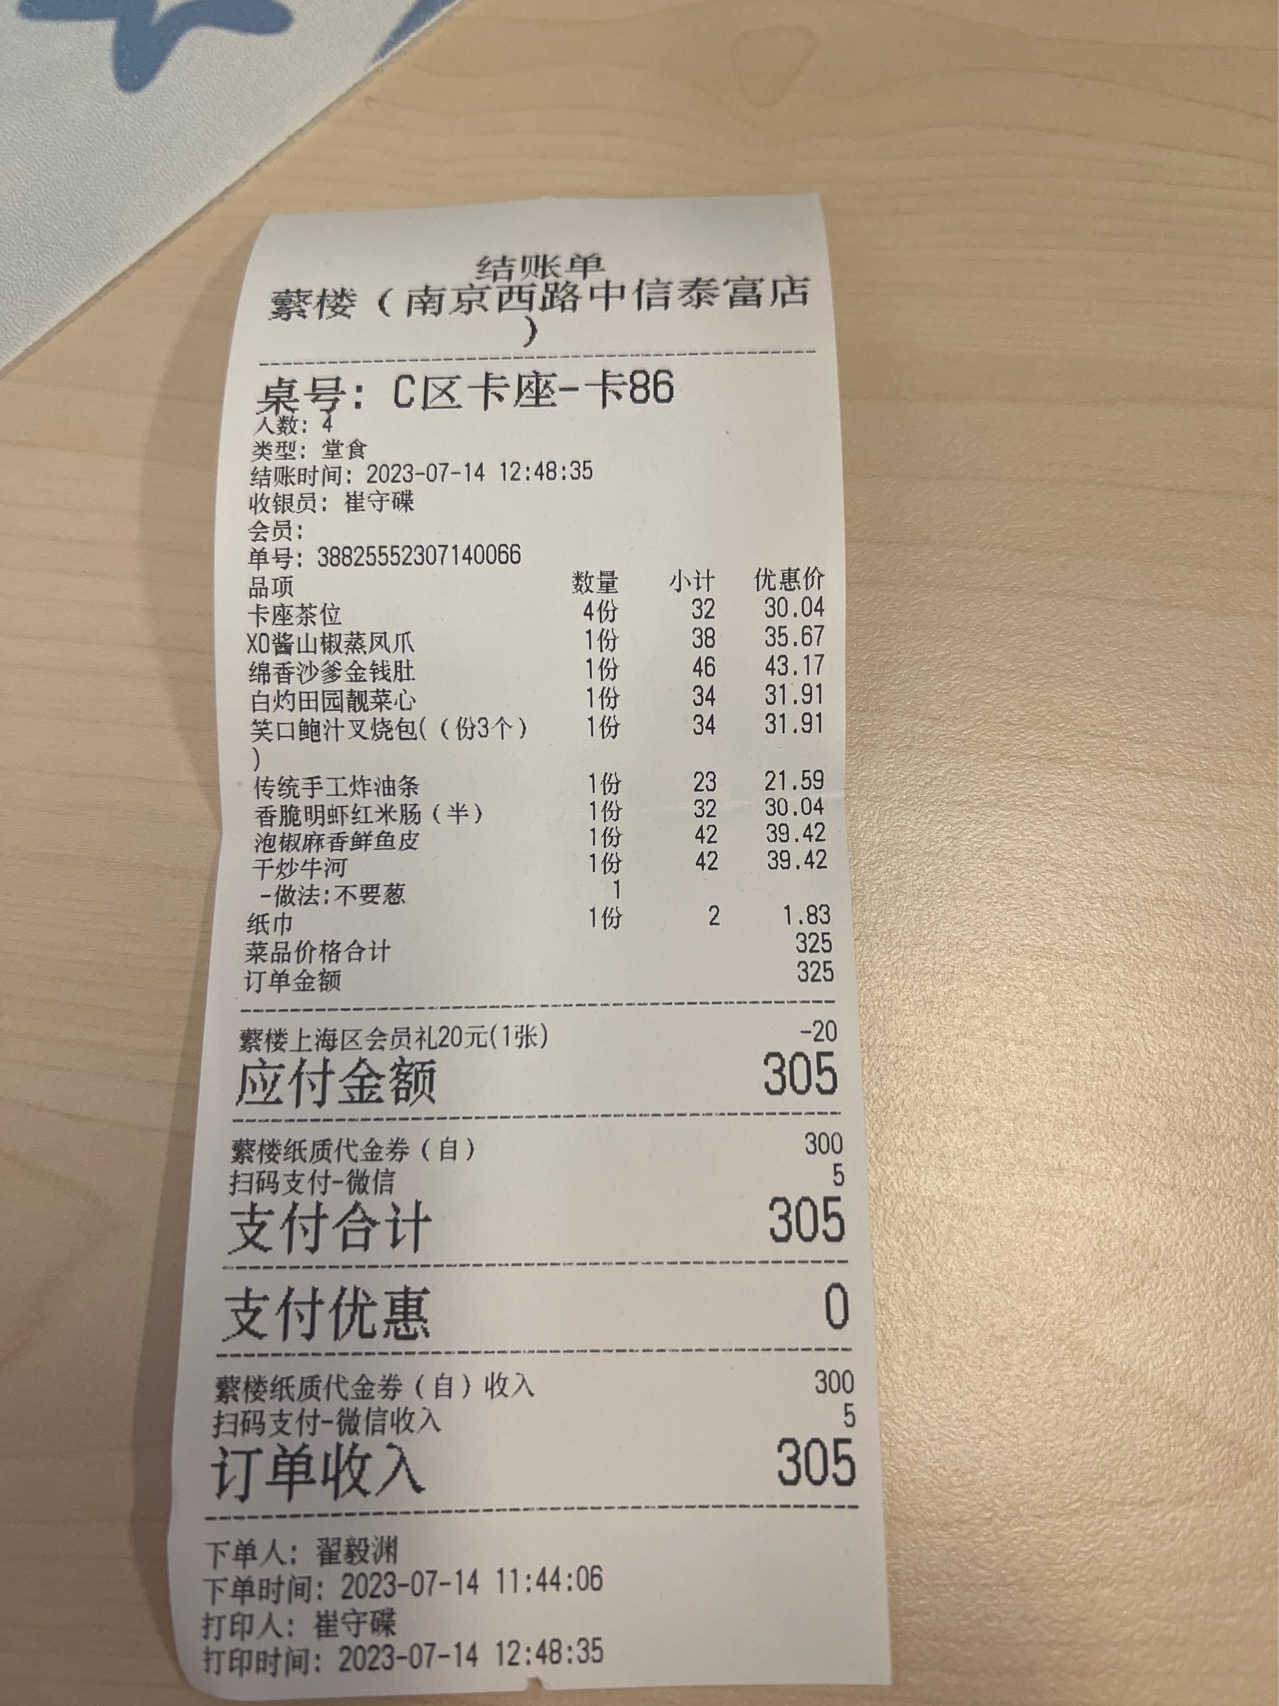 结账单
蘩楼（南京西路中信泰富店
）
桌号：C区卡座-卡86
人数：4
类型：堂食
结账时间：2023-07-14 12:48:35
收银员：崔守碟
会员：
单号：38825552307140066
品项 数量 小计 优惠价
卡座茶位 4份 32 30.04
XO酱山椒蒸凤爪 1份 38 35.67
绵香沙爹金钱肚 1份 46 43.17
白灼田园靓菜心 1份 34 31.91
笑口鲍汁叉烧包(（份3个）
) 1份 34 31.91
传统手工炸油条 1份 23 21.59
香脆明虾红米肠（半） 1份 32 30.04
泡椒麻香鲜鱼皮 1份 42 39.42
干炒牛河 1份 42 39.42
-做法:不要葱 1
纸巾 1份 2 1.83
菜品价格合计 325
订单金额 325
蘩楼上海区会员礼20元(1张) -20
应付金额 305
蘩楼纸质代金券（自） 300
扫码支付-微信 5
支付合计 305
支付优惠 0
蘩楼纸质代金券（自）收入 300
扫码支付-微信收入 5
订单收入 305
下单人：翟毅渊
下单时间：2023-07-14 11:44:06
打印人：崔守碟
打印时间：2023-07-14 12:48:35